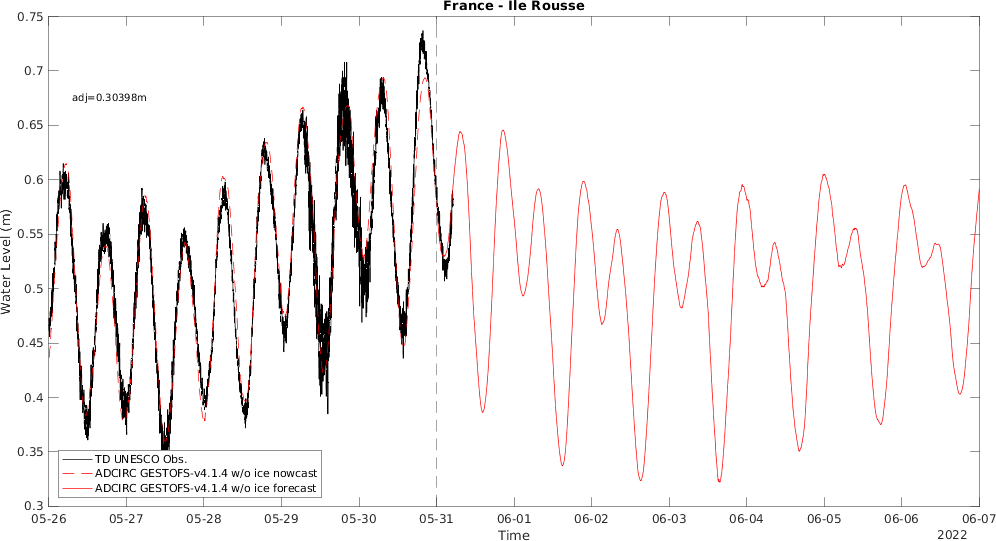 France - Ile Rousse
0.75
0.7
0.65
0.6
0.55
0.5
0.45
0.4
0.35
0.3
Water Level (m)
adj=0.30398m
TD UNESCO Obs.
ADCIRC GESTOFS-v4.1.4 w/o ice nowcast
ADCIRC GESTOFS-v4.1.4 w/o ice forecast
05-26 05-27 05-28 05-29 05-30 05-31 06-01 06-02 06-03 06-04 06-05 06-06 06-07
Time
2022